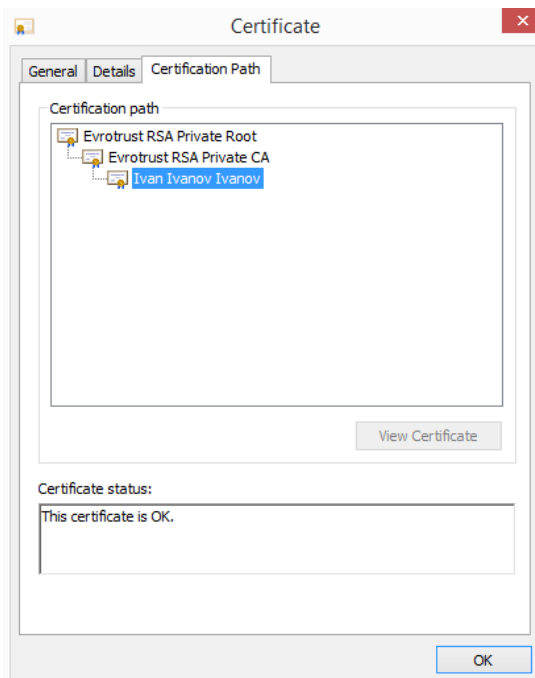 Certificate
General Details Certification Path
Certification path
Evrotrust RSA Private Root
Evrotrust RSA Private CA
Ivan Ivanov Ivanov
View Certificate
Certificate status:
This certificate is OK.
OK